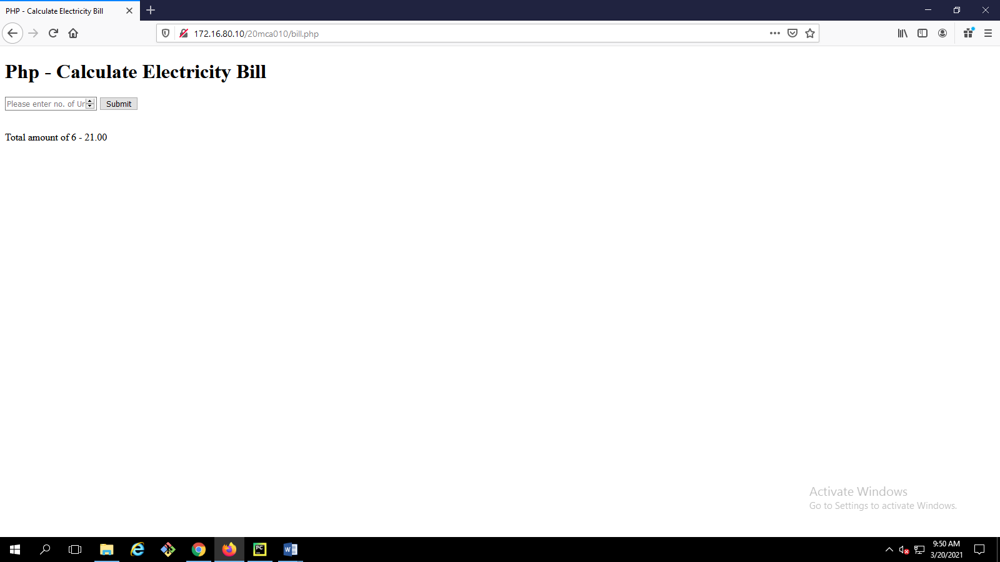 PHP - Calculate Electricity Bill
172.16.80.10/20mca010/bill.php
Php - Calculate Electricity Bill
Please enter no. of Un Submit
Total amount of 6 - 21.00
Activate Windows
Go to Settings to activate Windows.
PC
W
9:50 AM
3/20/2021